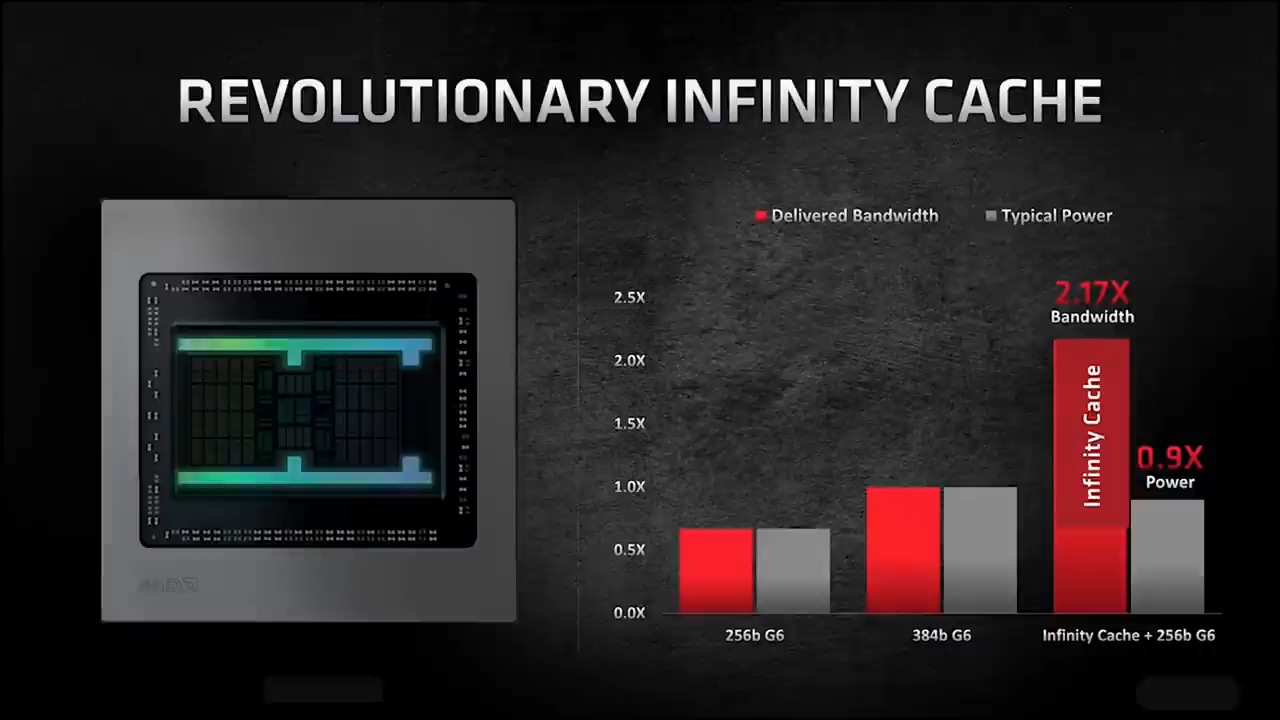 REVOLUTIONARY INFINITY CACHE
Delivered Bandwidth
Typical Power
2.5X
2.0X
1.5X
1.0X
0.5X
0.0X
2.17X
Bandwidth
Infinity Cache
0.9X
Power
256b G6
384b G6
Infinity Cache + 256b G6
AMD